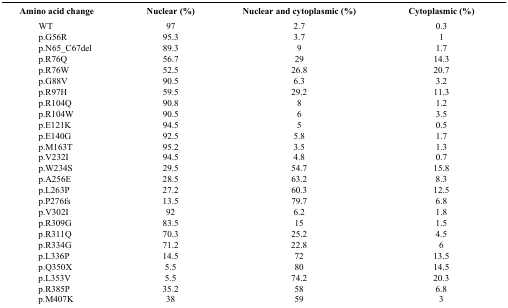 Amino acid change Nuclear (%) Nuclear and cytoplasmic (%) Cytoplasmic (%)
WT 97 2.7 0.3
p.G56R 95.3 3.7 1
p.N65_C67del 89.3 9 1.7
p.R76Q 56.7 29 14.3
p.R76W 52.5 26.8 20.7
p.G88V 90.5 6.3 3.2
p.R97H 59.5 29.2 11.3
p.R104Q 90.8 8 1.2
p.R104W 90.5 6 3.5
p.E121K 94.5 5 0.5
p.E140G 92.5 5.8 1.7
p.M163T 95.2 3.5 1.3
p.V232I 94.5 4.8 0.7
p.W234S 29.5 54.7 15.8
p.A256E 28.5 63.2 8.3
p.L263P 27.2 60.3 12.5
p.P276fs 13.5 79.7 6.8
p.V302I 92 6.2 1.8
p.R309G 83.5 15 1.5
p.R311Q 70.3 25.2 4.5
p.R334G 71.2 22.8 6
p.L336P 14.5 72 13.5
p.Q350X 5.5 80 14.5
p.L353V 5.5 74.2 20.3
p.R385P 35.2 58 6.8
p.M407K 38 59 3